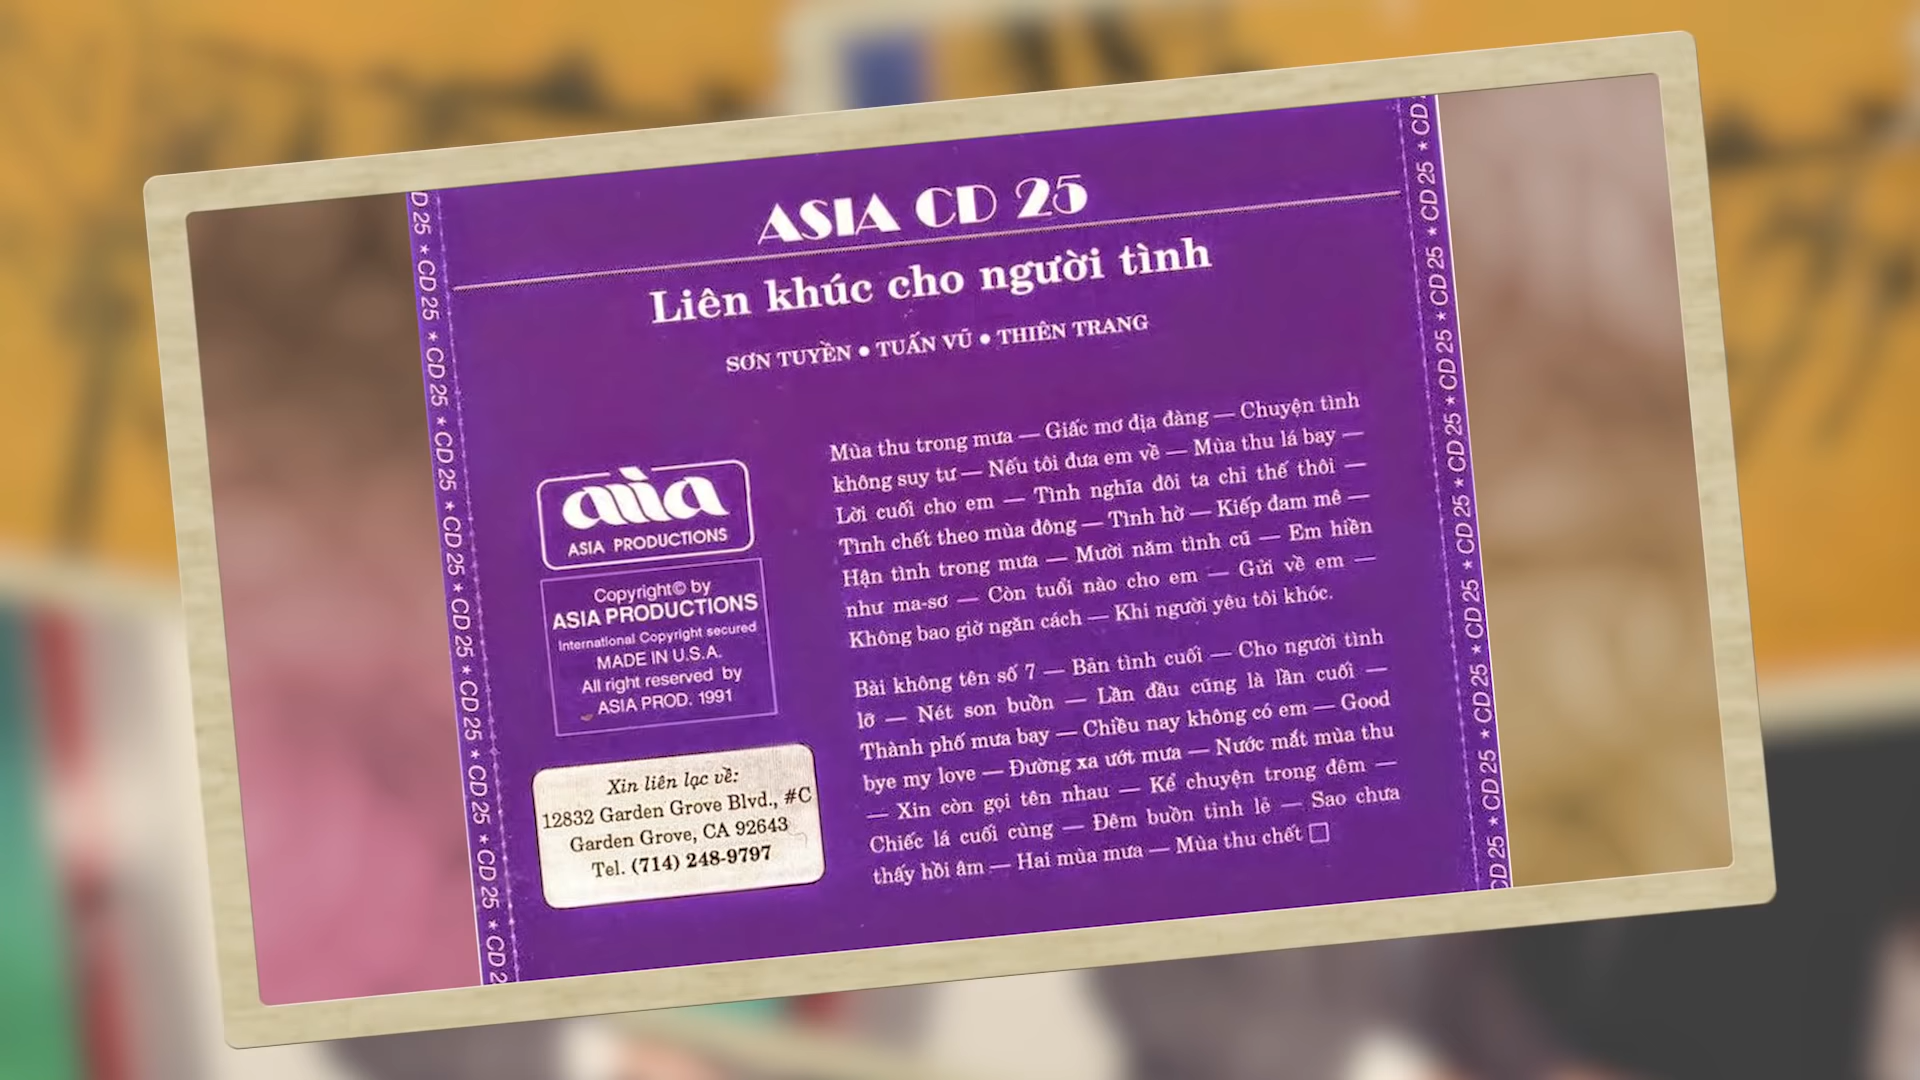 ASIA CD 25
Liên khúc cho người tình
SƠN TUYỀN • TUẤN VŨ • THIÊN TRANG
Mùa thu trong mưa — Giấc mơ địa đàng — Chuyện tình
không suy tư — Nếu tôi đưa em về — Mùa thu lá bay —
Lời cuối cho em — Tình nghĩa đôi ta chỉ thế thôi —
Tình chết theo mùa đông — Tình hờ — Kiếp đam mê —
Hận tình trong mưa — Mười năm tình cũ — Em hiền
như ma-sơ — Còn tuổi nào cho em — Gửi về em —
Không bao giờ ngăn cách — Khi người yêu tôi khóc.
Bài không tên số 7 — Bản tình cuối — Cho người tình
lỡ — Nét son buồn — Lần đầu cũng là lần cuối —
Thành phố mưa bay — Chiều nay không có em — Good
bye my love — Đường xa ướt mưa — Nước mắt mùa thu
— Xin còn gọi tên nhau — Kể chuyện trong đêm —
Chiếc lá cuối cùng — Đêm buồn tỉnh lẻ — Sao chưa
thấy hồi âm — Hai mùa mưa — Mùa thu chết □
asia
ASIA PRODUCTIONS
Copyright© by
ASIA PRODUCTIONS
International Copyright secured
MADE IN U.S.A.
All right reserved by
ASIA PROD. 1991
Xin liên lạc về:
12832 Garden Grove Blvd., #C
Garden Grove, CA 92643
Tel. (714) 248-9797
D 25 * CD 25 * CD 25 * CD 25 * CD 25 * CD 25 * CD 25 * CD 25 * CD 25 * CD 2
CD 25 * CD 25 * CD 25 * CD 25 * CD 25 * CD 25 * CD 25 * CD 25 * CD 25 * CD